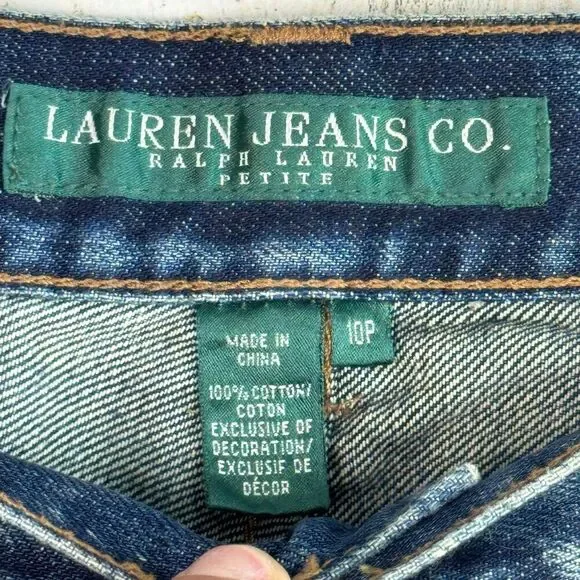 LAUREN JEANS CO.
RALPH LAUREN
PETITE
10P
MADE IN
CHINA
100% COTTON/
COTON
EXCLUSIVE OF
DECORATION/
EXCLUSIF DE
DÉCOR